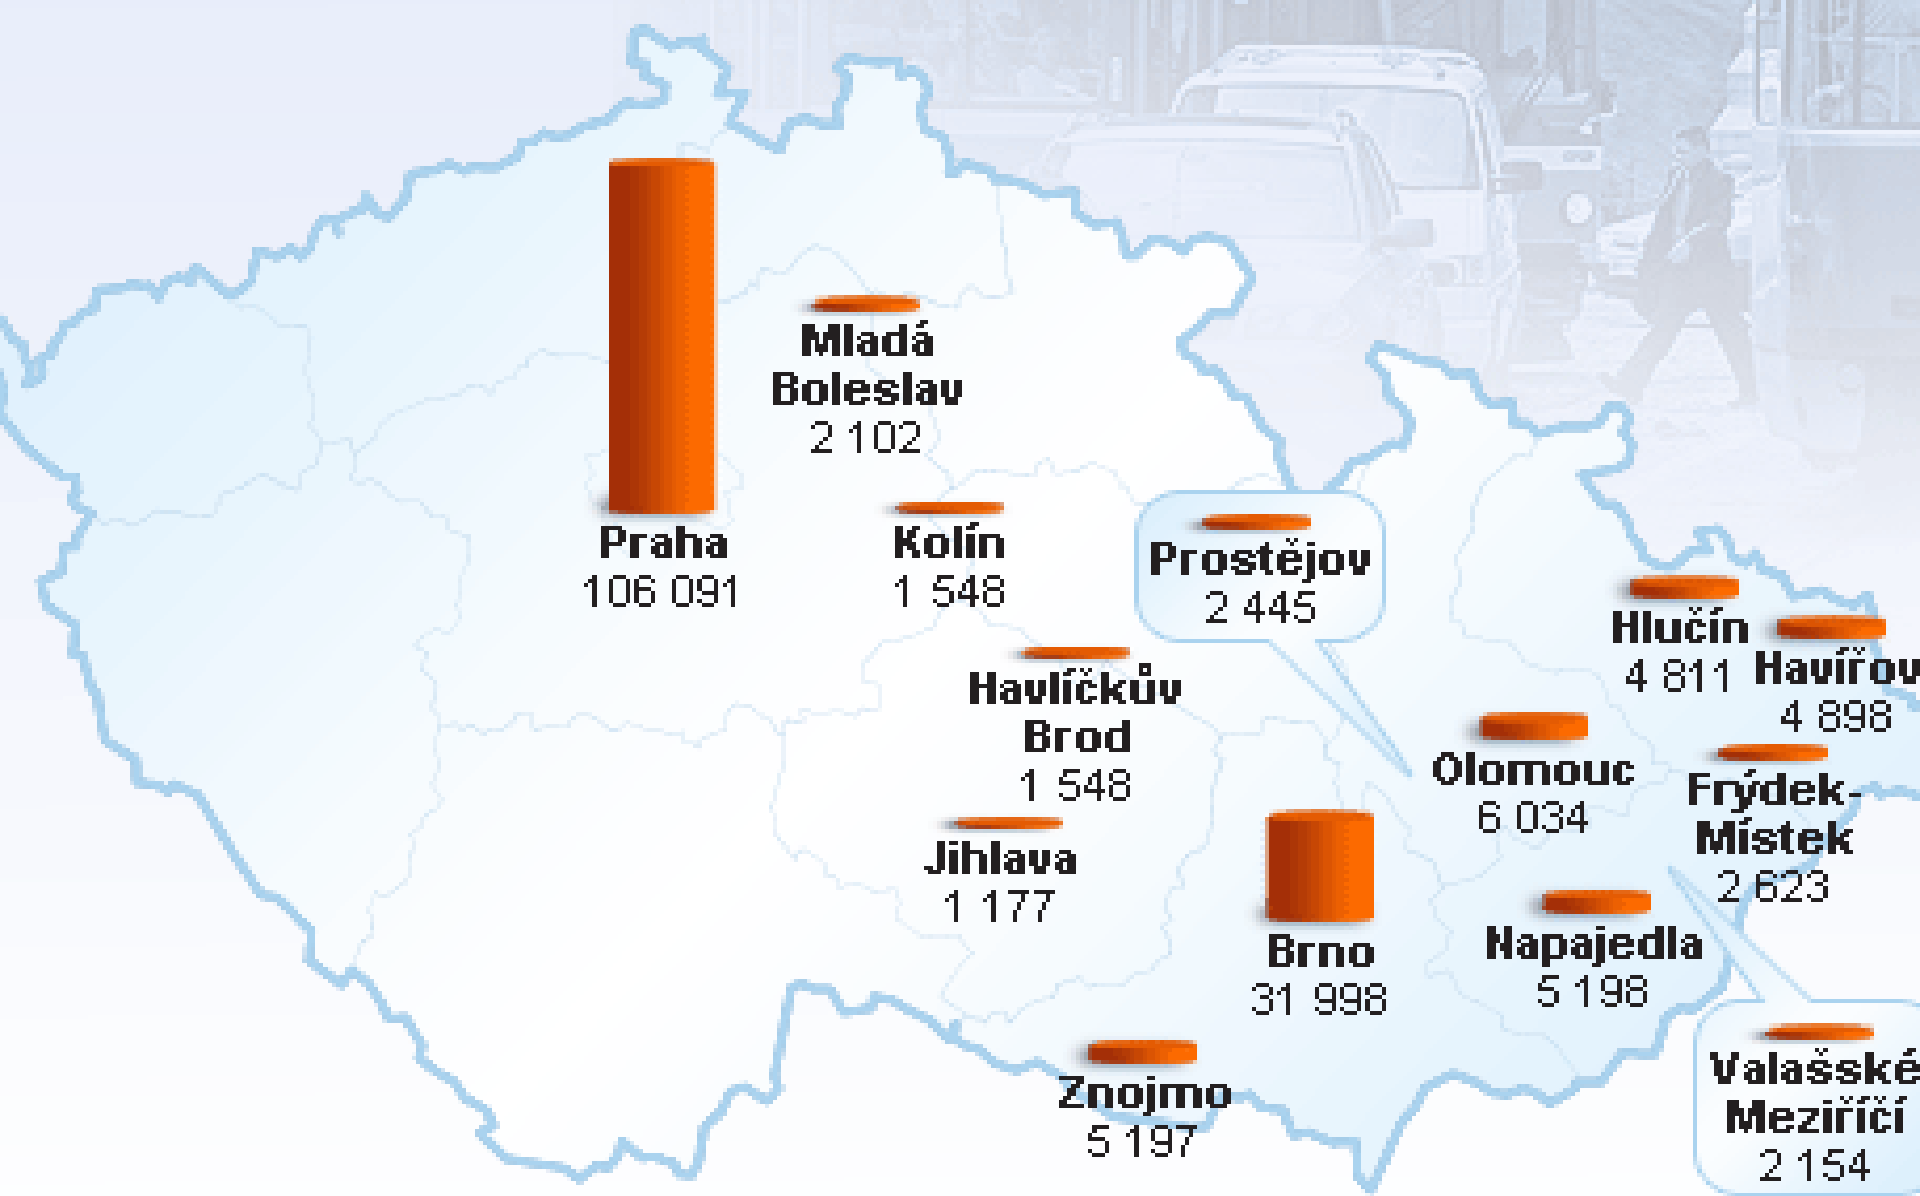 Mladá
Boleslav
2 102
Praha
106 091
Kolín
1 548
Prostějov
2 445
Hlučín
4 811
Havířov
4 898
Havlíčkův
Brod
1 548
Olomouc
6 034
Frýdek-
Místek
2 623
Jihlava
1 177
Brno
31 998
Napajedla
5 198
Znojmo
5 197
Valašské
Meziříčí
2 154